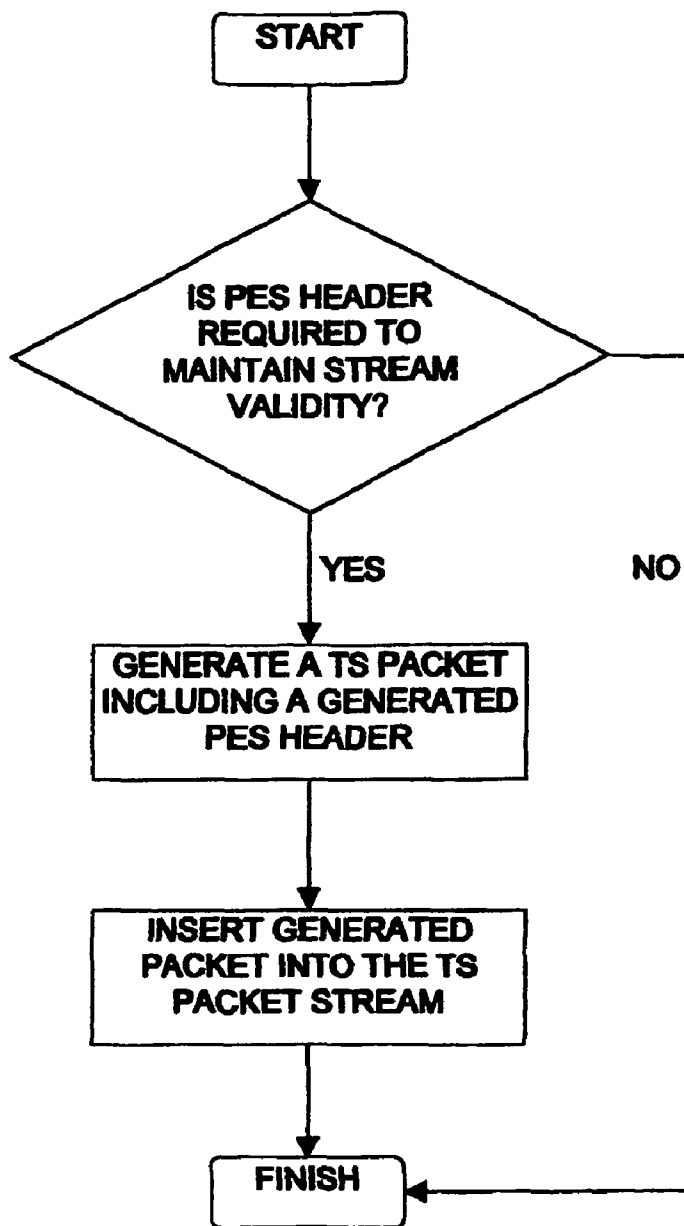 START
IS PES HEADER
REQUIRED TO
MAINTAIN STREAM
VALIDITY?
YES
NO
GENERATE A TS PACKET
INCLUDING A GENERATED
PES HEADER
INSERT GENERATED
PACKET INTO THE TS
PACKET STREAM
FINISH